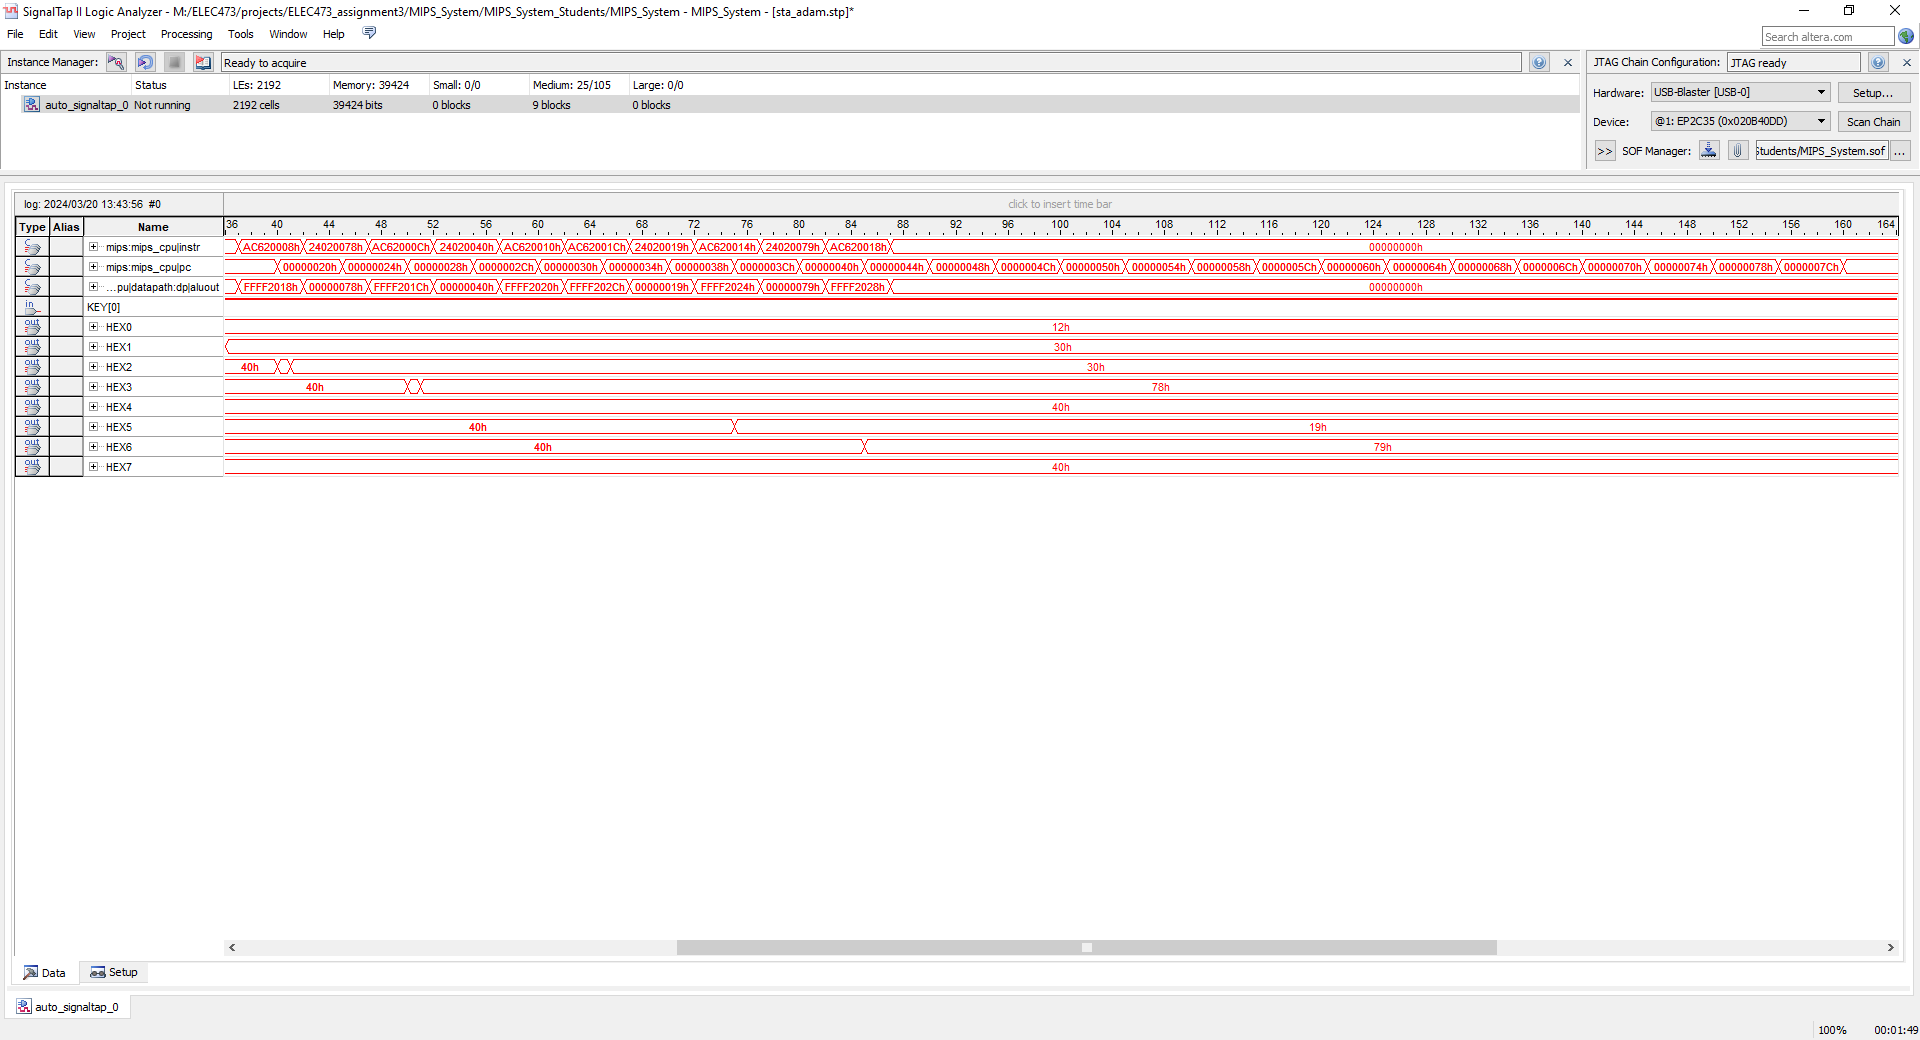 SignalTap II Logic Analyzer - M:/ELEC473/projects/ELEC473_assignment3/MIPS_System/MIPS_System_Students/MIPS_System - MIPS_System - [sta_adam.stp]*
File Edit View Project Processing Tools Window Help
Search altera.com
Instance Manager: Ready to acquire
JTAG Chain Configuration: JTAG ready
Instance Status LEs: 2192 Memory: 39424 Small: 0/0 Medium: 25/105 Large: 0/0
auto_signaltap_0 Not running 2192 cells 39424 bits 0 blocks 9 blocks 0 blocks
Hardware: USB-Blaster [USB-0] Setup...
Device: @1: EP2C35 (0x020B40DD) Scan Chain
>> SOF Manager: Students/MIPS_System.sof ...
log: 2024/03/20 13:43:56 #0 click to insert time bar
Type Alias Name 36 40 44 48 52 56 60 64 68 72 76 80 84 88 92 96 100 104 108 112 116 120 124 128 132 136 140 144 148 152 156 160 164
mips:mips_cpu|instr AC620008h 24020078h AC62000Ch 24020040h AC620010h AC62001Ch 24020019h AC620014h 24020079h AC620018h 00000000h
mips:mips_cpu|pc 00000020h 00000024h 00000028h 0000002Ch 00000030h 00000034h 00000038h 0000003Ch 00000040h 00000044h 00000048h 0000004Ch 00000050h 00000054h 00000058h 0000005Ch 00000060h 00000064h 00000068h 0000006Ch 00000070h 00000074h 00000078h 0000007Ch
...pu|datapath:dp|aluout FFFF2018h 00000078h FFFF201Ch 00000040h FFFF2020h FFFF202Ch 00000019h FFFF2024h 00000079h FFFF2028h 00000000h
in KEY[0]
out HEX0 12h
out HEX1 30h
out HEX2 40h 30h
out HEX3 40h 78h
out HEX4 40h
out HEX5 40h 19h
out HEX6 40h 79h
out HEX7 40h
Data Setup
auto_signaltap_0
100% 00:01:49